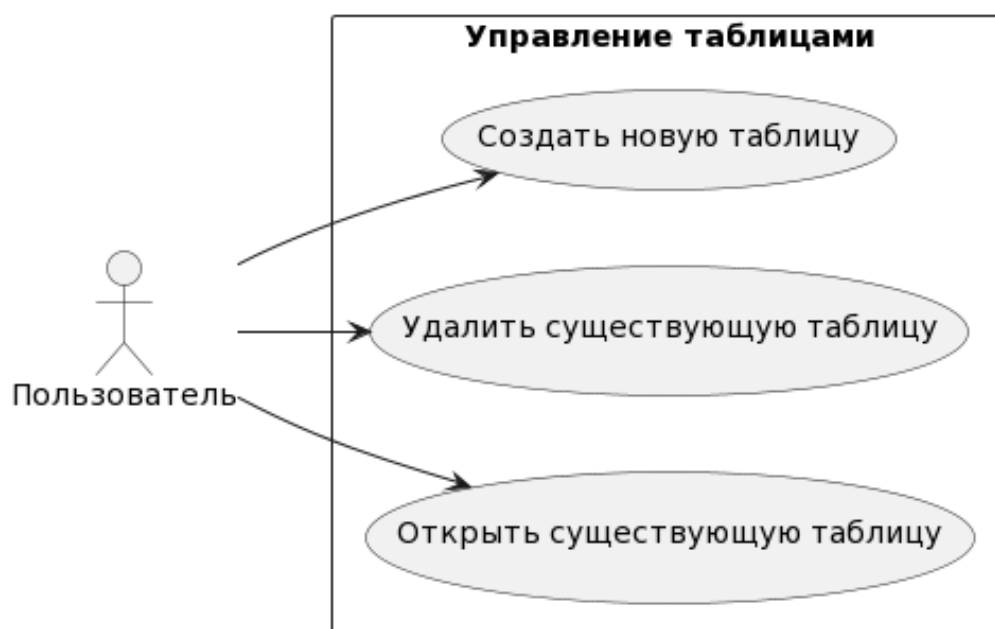 Управление таблицами
Создать новую таблицу
Удалить существующую таблицу
Пользователь
Открыть существующую таблицу